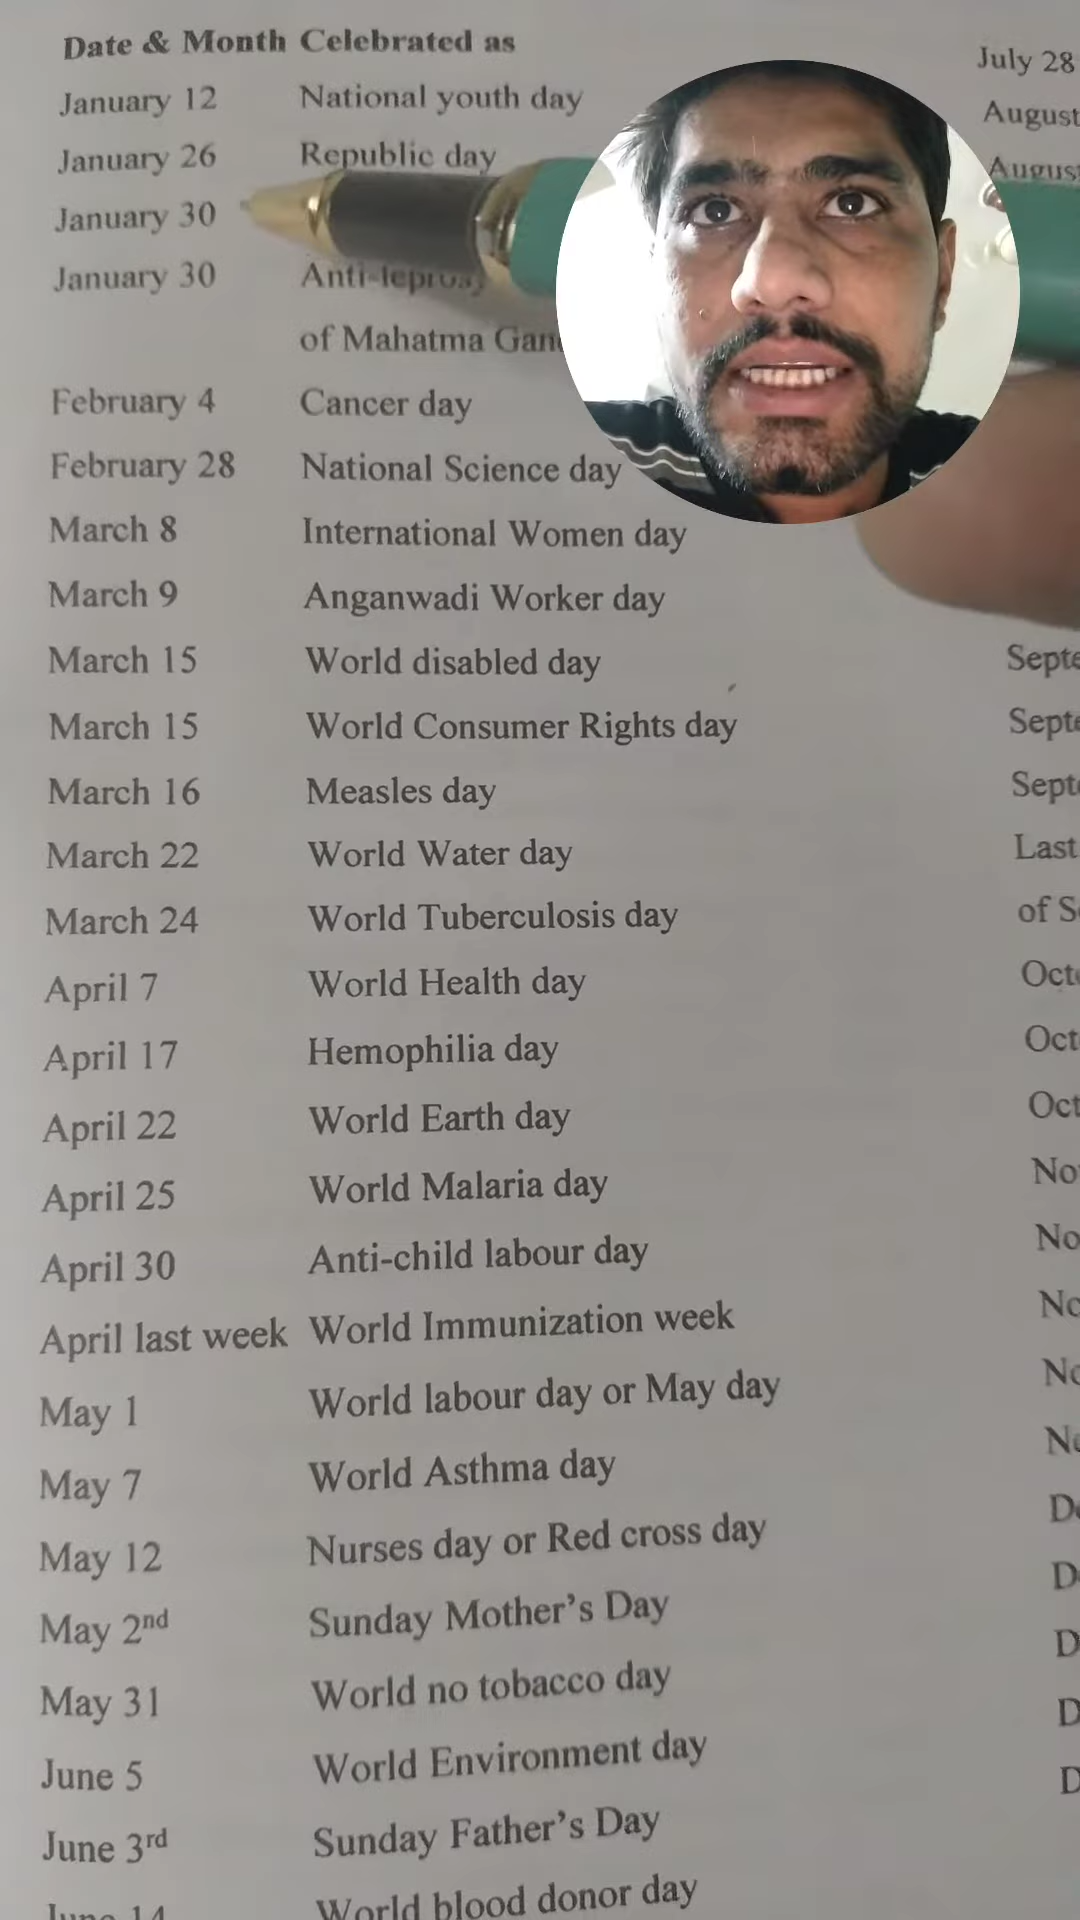 Date & Month Celebrated as
January 12 National youth day
January 26 Republic day
January 30
January 30 Anti-leprosy
of Mahatma
February 4 Cancer day
February 28 National Science day
March 8 International Women day
March 9 Anganwadi Worker day
March 15 World disabled day
March 15 World Consumer Rights day
March 16 Measles day
March 22 World Water day
March 24 World Tuberculosis day
April 7 World Health day
April 17 Hemophilia day
April 22 World Earth day
April 25 World Malaria day
April 30 Anti-child labour day
April last week World Immunization week
May 1 World labour day or May day
May 7 World Asthma day
May 12 Nurses day or Red cross day
May 2nd Sunday Mother's Day
May 31 World no tobacco day
June 5 World Environment day
June 3rd Sunday Father's Day
June 14 World blood donor day
July 28
August
August
Last
of